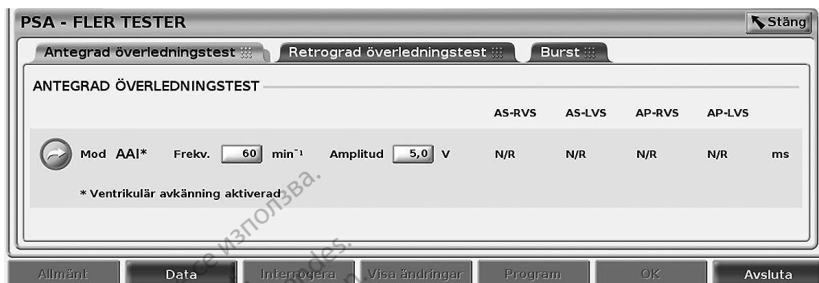 PSA - FLER TESTER
Stäng
Antegrad överledningstest
Retrograd överledningstest
Burst
ANTEGRAD ÖVERLEDNINGSTEST
AS-RVS AS-LVS AP-RVS AP-LVS
Mod AAI* Frekv. 60 min⁻¹ Amplitud 5,0 V N/R N/R N/R N/R ms
* Ventrikulär avkänning aktiverad
използва.
Allmänt Data Interrogera Visa ändringar Program OK Avsluta